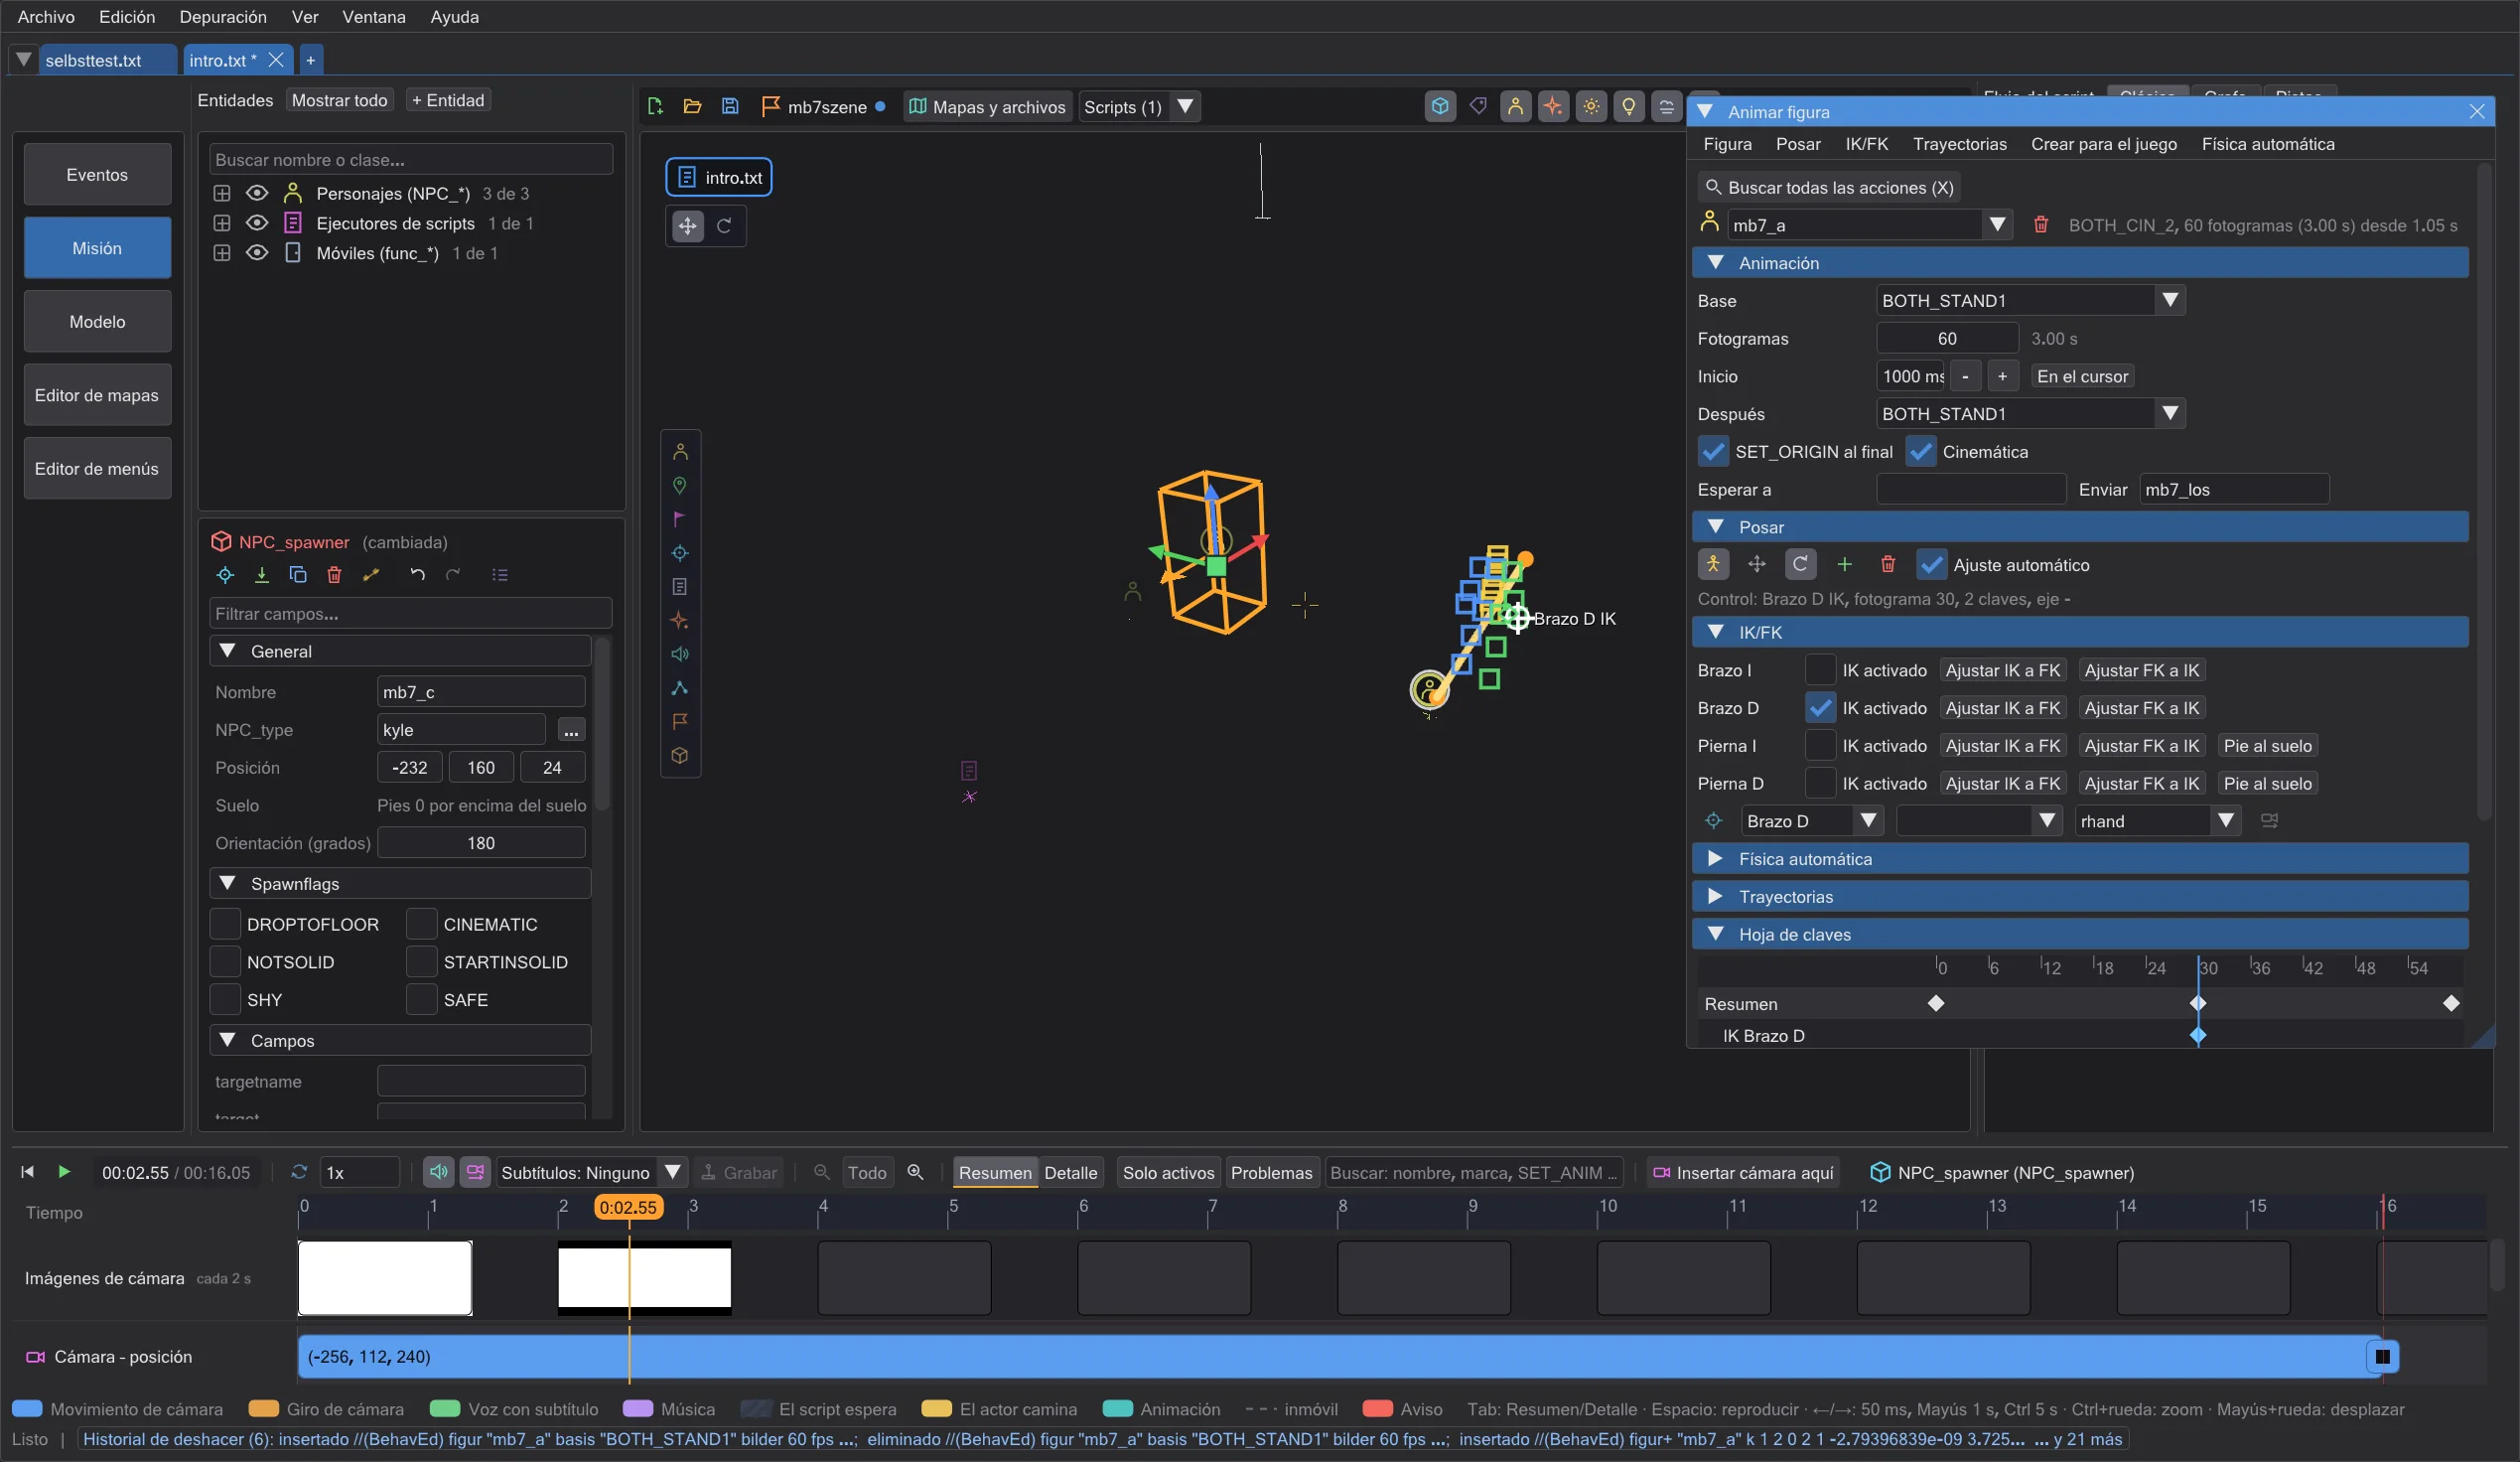 Archivo Edición Depuración Ver Ventana Ayuda
selbsttest.txt intro.txt * +
Entidades Mostrar todo + Entidad
mb7szene Mapas y archivos Scripts (1)
Buscar nombre o clase...
Eventos
Misión
Modelo
Editor de mapas
Editor de menús
Personajes (NPC_*) 3 de 3
Ejecutores de scripts 1 de 1
Móviles (func_*) 1 de 1
NPC_spawner (cambiada)
Filtrar campos...
General
Nombre mb7_c
NPC_type kyle ...
Posición -232 160 24
Suelo Pies 0 por encima del suelo
Orientación (grados) 180
Spawnflags
DROPTOFLOOR CINEMATIC
NOTSOLID STARTINSOLID
SHY SAFE
Campos
targetname
target
intro.txt
Brazo D IK
Animar figura
Figura Posar IK/FK Trayectorias Crear para el juego Física automática
Buscar todas las acciones (X)
mb7_a BOTH_CIN_2, 60 fotogramas (3.00 s) desde 1.05 s
Animación
Base BOTH_STAND1
Fotogramas 60 3.00 s
Inicio 1000 ms - + En el cursor
Después BOTH_STAND1
SET_ORIGIN al final Cinemática
Esperar a Enviar mb7_los
Posar
Ajuste automático
Control: Brazo D IK, fotograma 30, 2 claves, eje -
IK/FK
Brazo I IK activado Ajustar IK a FK Ajustar FK a IK
Brazo D IK activado Ajustar IK a FK Ajustar FK a IK
Pierna I IK activado Ajustar IK a FK Ajustar FK a IK Pie al suelo
Pierna D IK activado Ajustar IK a FK Ajustar FK a IK Pie al suelo
Brazo D rhand
Física automática
Trayectorias
Hoja de claves
0 6 12 18 24 30 36 42 48 54
Resumen
IK Brazo D
00:02.55 / 00:16.05 1x Subtítulos: Ninguno Grabar Todo Resumen Detalle Solo activos Problemas Buscar: nombre, marca, SET_ANIM ... Insertar cámara aquí NPC_spawner (NPC_spawner)
Tiempo 0 1 2 0:02.55 3 4 5 6 7 8 9 10 11 12 13 14 15 16
Imágenes de cámara cada 2 s
Cámara - posición (-256, 112, 240)
Movimiento de cámara Giro de cámara Voz con subtítulo Música El script espera El actor camina Animación inmóvil Aviso Tab: Resumen/Detalle · Espacio: reproducir · ←/→: 50 ms, Mayús 1 s, Ctrl 5 s · Ctrl+rueda: zoom · Mayús+rueda: desplazar
Listo | Historial de deshacer (6): insertado //(BehavEd) figur "mb7_a" basis "BOTH_STAND1" bilder 60 fps ...; eliminado //(BehavEd) figur "mb7_a" basis "BOTH_STAND1" bilder 60 fps ...; insertado //(BehavEd) figur+ "mb7_a" k 1 2 0 2 1 -2.79396839e-09 3.725... ... y 21 más